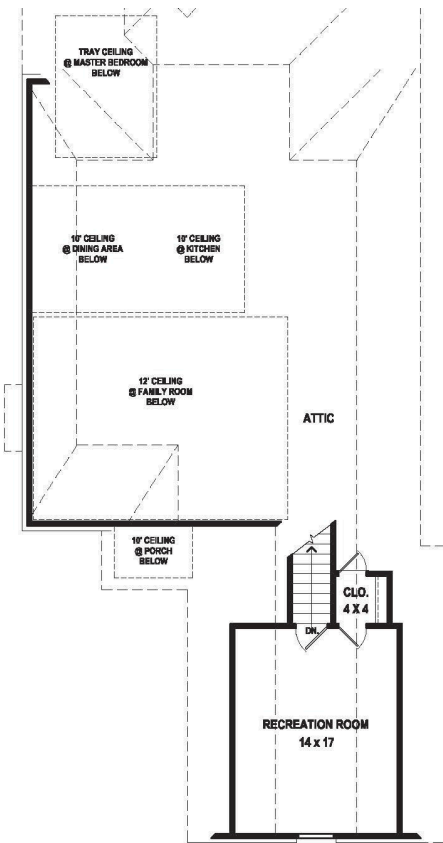 TRAY CEILING
@ MASTER BEDROOM
BELOW
10' CEILING
@ DINING AREA
BELOW
10' CEILING
@ KITCHEN
BELOW
12' CEILING
@ FAMILY ROOM
BELOW
ATTIC
10' CEILING
@ PORCH
BELOW
CLO.
4 X 4
DN.
RECREATION ROOM
14 x 17